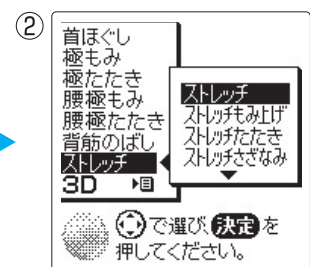 ②
首ほぐし
極もみ
極たたき
腰極もみ
腰極たたき
背筋のばし
ストレッチ
3D
ストレッチ
ストレッチもみ上げ
ストレッチたたき
ストレッチさざなみ
で選び、決定を
押してください。